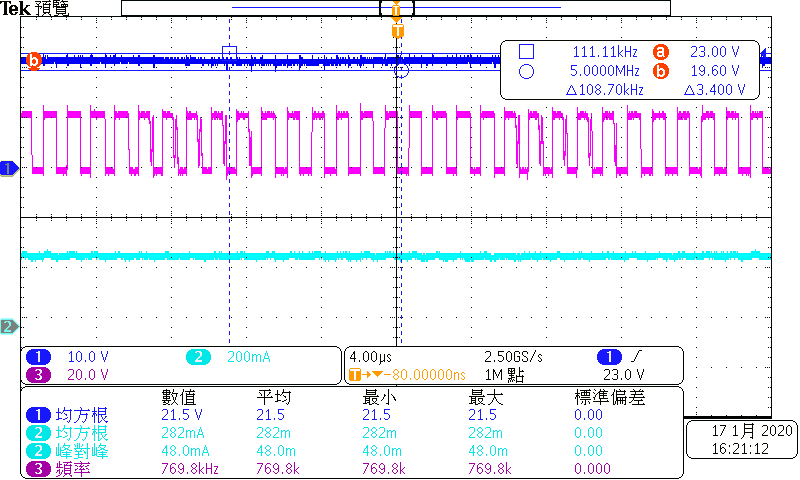 Tek 預覽
T
T
b
111.11kHz a 23.00 V
5.0000MHz b 19.60 V
△108.70kHz △3.400 V
1
2
1 10.0 V 2 200mA
3 20.0 V
4.00μs 2.50GS/s 1
T→▼−80.00000ns 1M 點 23.0 V
數值 平均 最小 最大 標準偏差
1 均方根 21.5 V 21.5 21.5 21.5 0.00
2 均方根 282mA 282m 282m 282m 0.00
2 峰對峰 48.0mA 48.0m 48.0m 48.0m 0.00
3 頻率 769.8kHz 769.8k 769.8k 769.8k 0.000
17 1月 2020
16:21:12